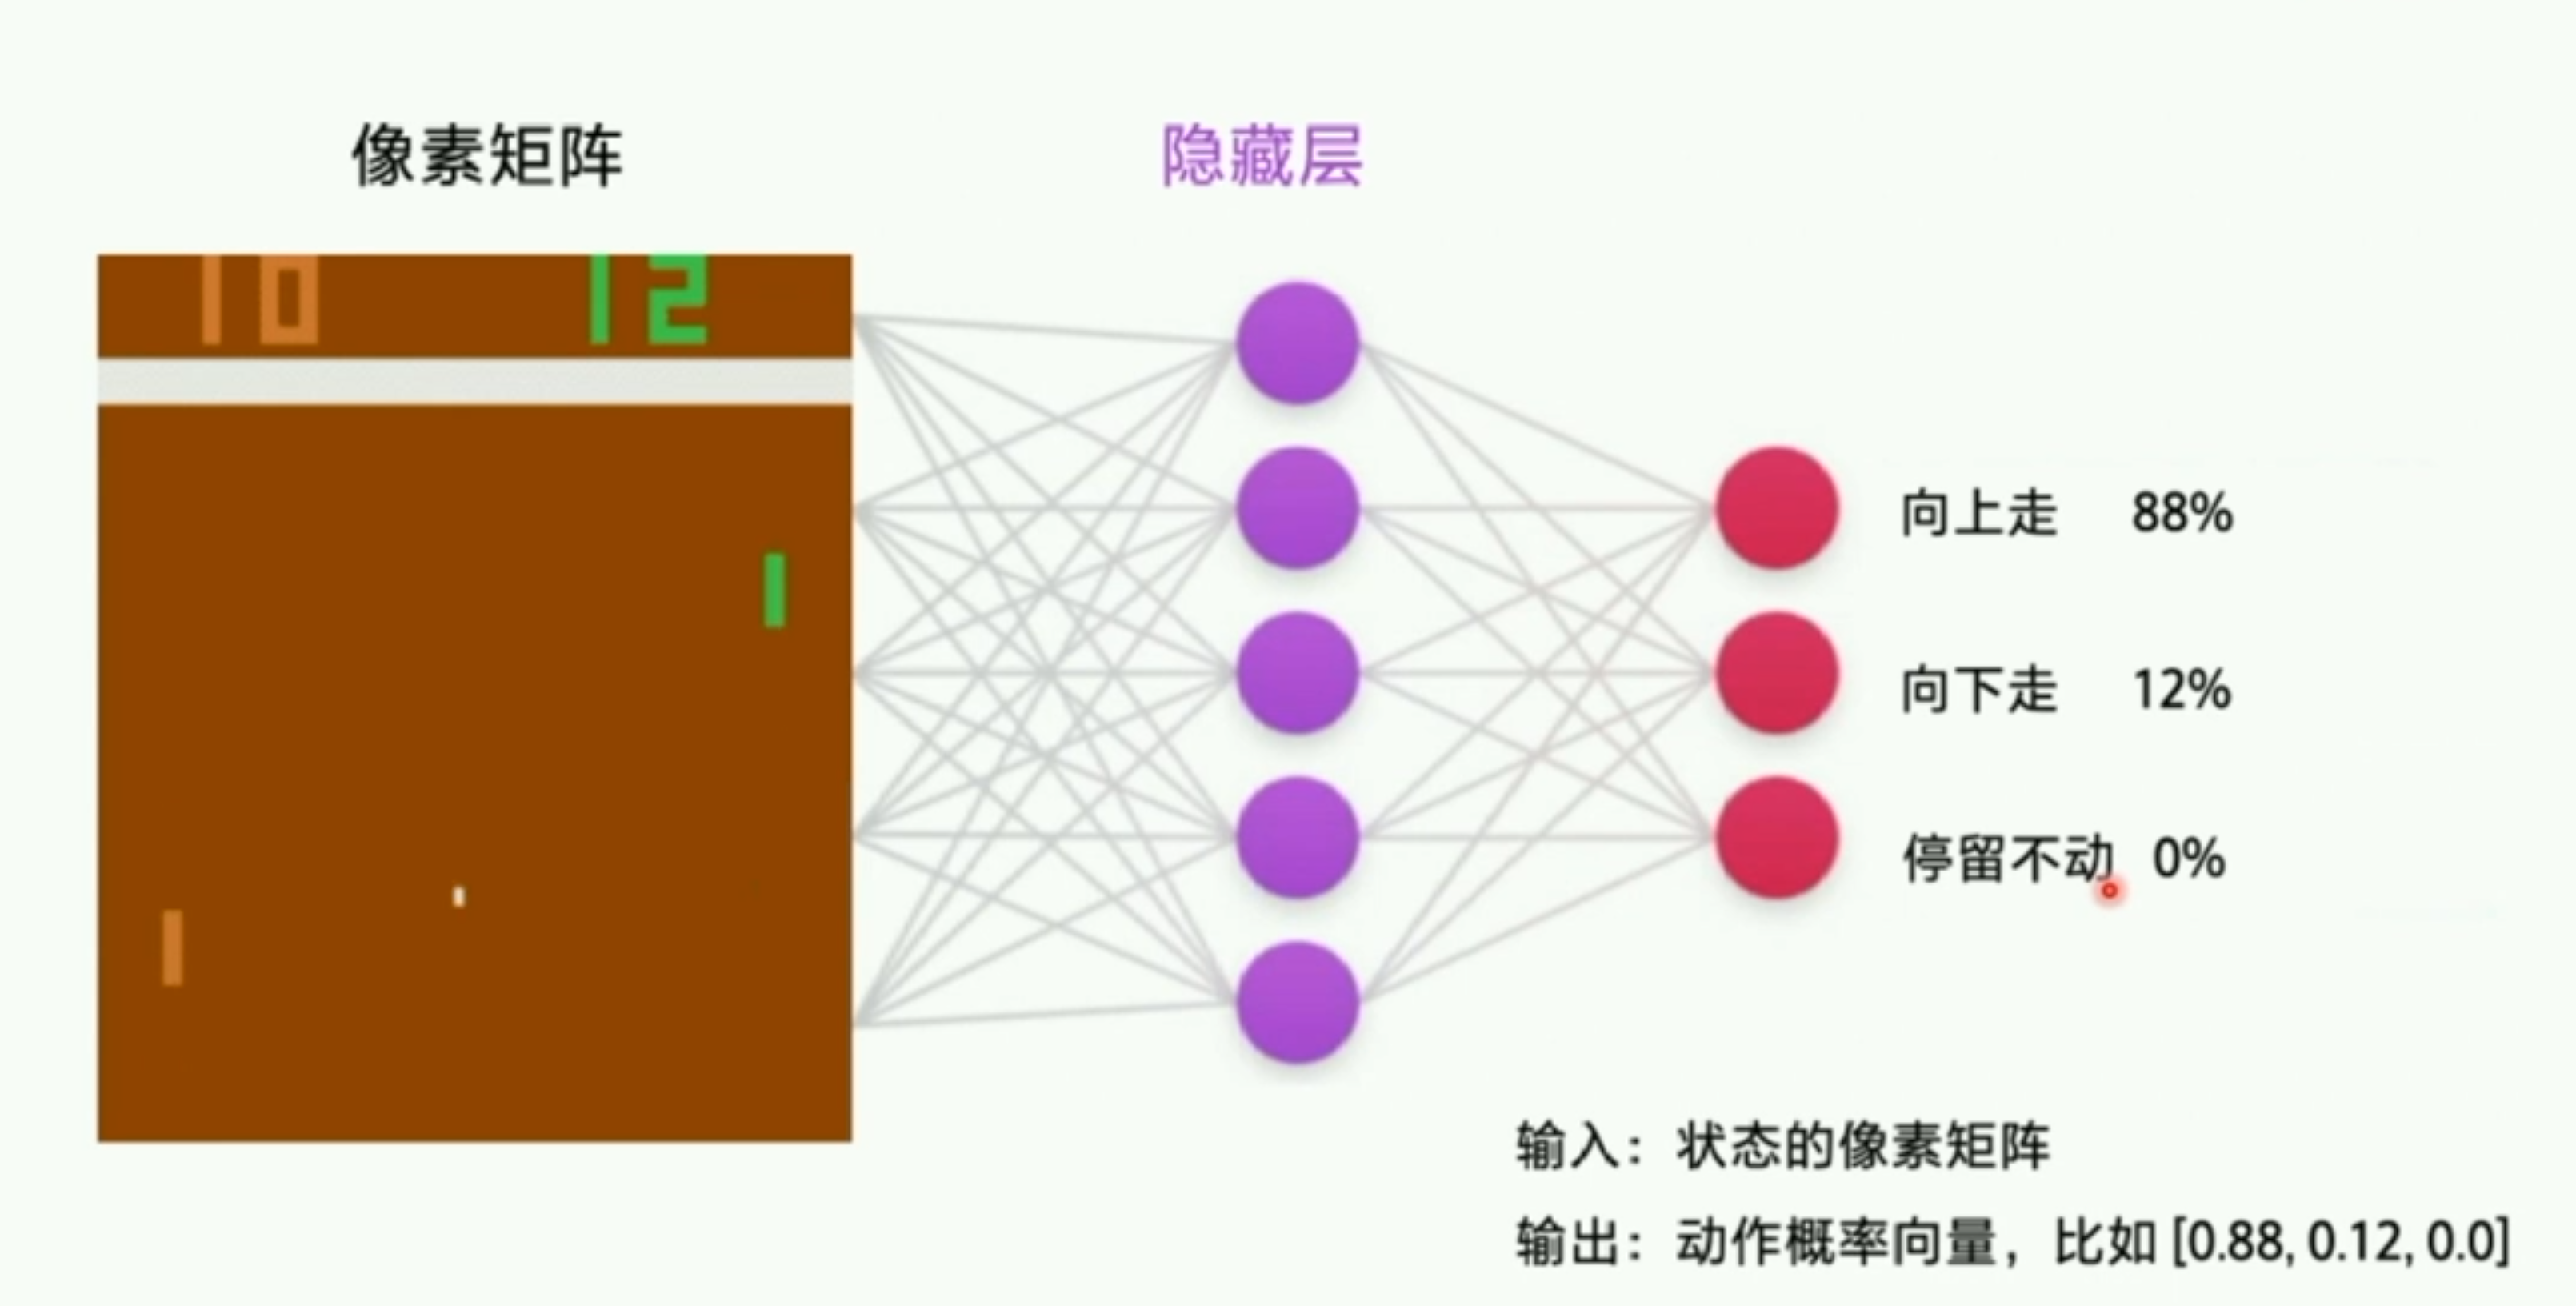 像素矩阵
隐藏层
16
12
向上走 88%
向下走 12%
停留不动 0%
输入：状态的像素矩阵
输出：动作概率向量，比如 [0.88, 0.12, 0.0]